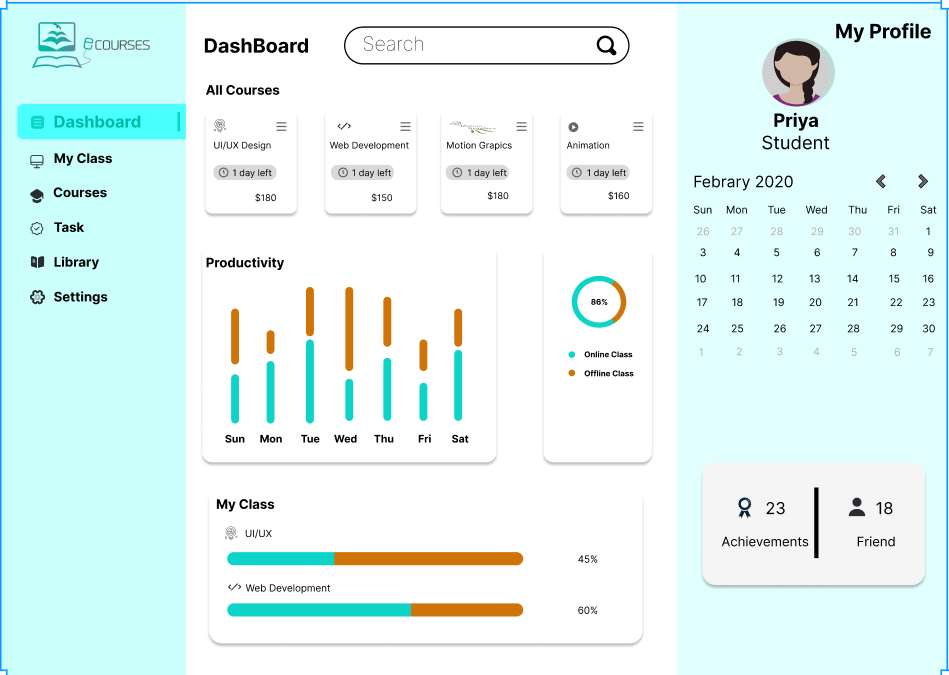 eCOURSES
Dashboard
My Class
Courses
Task
Library
Settings
DashBoard
Search
All Courses
UI/UX Design
1 day left
$180
Web Development
1 day left
$150
Motion Grapics
1 day left
$180
Animation
1 day left
$160
Productivity
Sun Mon Tue Wed Thu Fri Sat
86%
Online Class
Offline Class
My Class
UI/UX
45%
Web Development
60%
My Profile
Priya
Student
Febrary 2020
Sun Mon Tue Wed Thu Fri Sat
26 27 28 29 30 31 1
3 4 5 6 7 8 9
10 11 12 13 14 15 16
17 18 19 20 21 22 23
24 25 26 27 28 29 30
1 2 3 4 5 6 7
23
Achievements
18
Friend